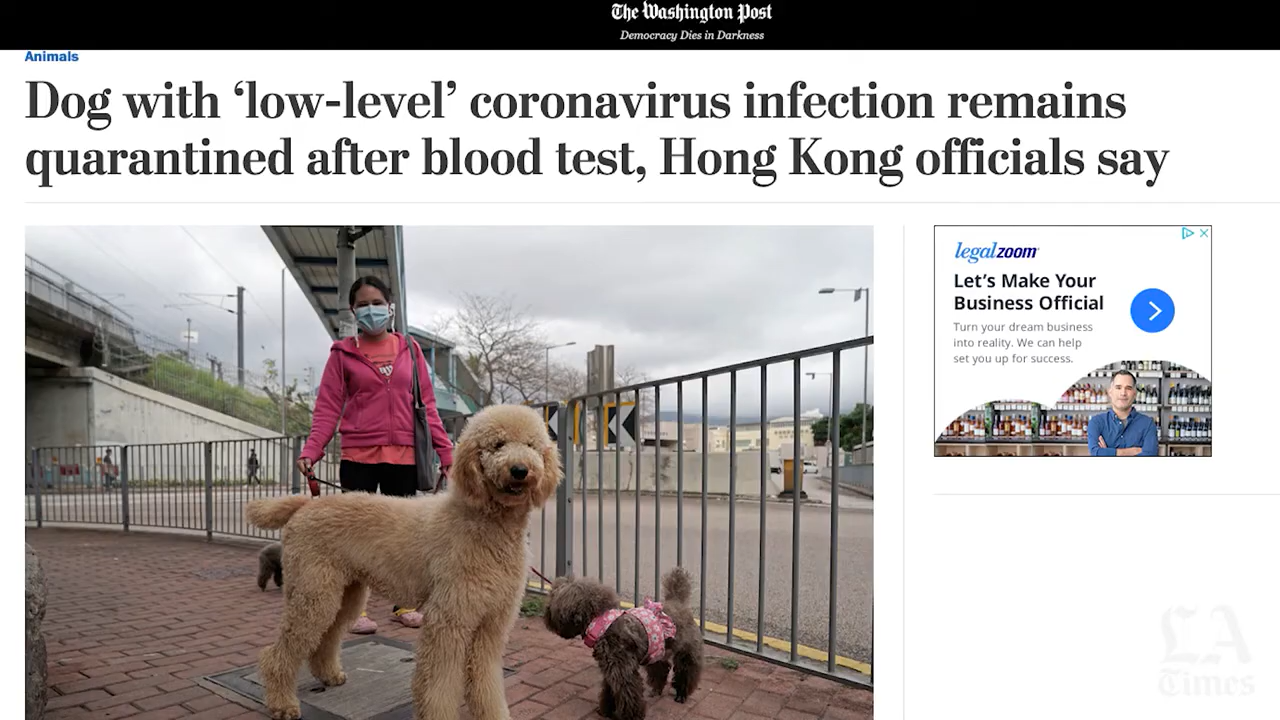 The Washington Post
Democracy Dies in Darkness
Animals
Dog with ‘low-level’ coronavirus infection remains
quarantined after blood test, Hong Kong officials say
legalzoom
Let's Make Your
Business Official
Turn your dream business
into reality. We can help
set you up for success.
LA
Times